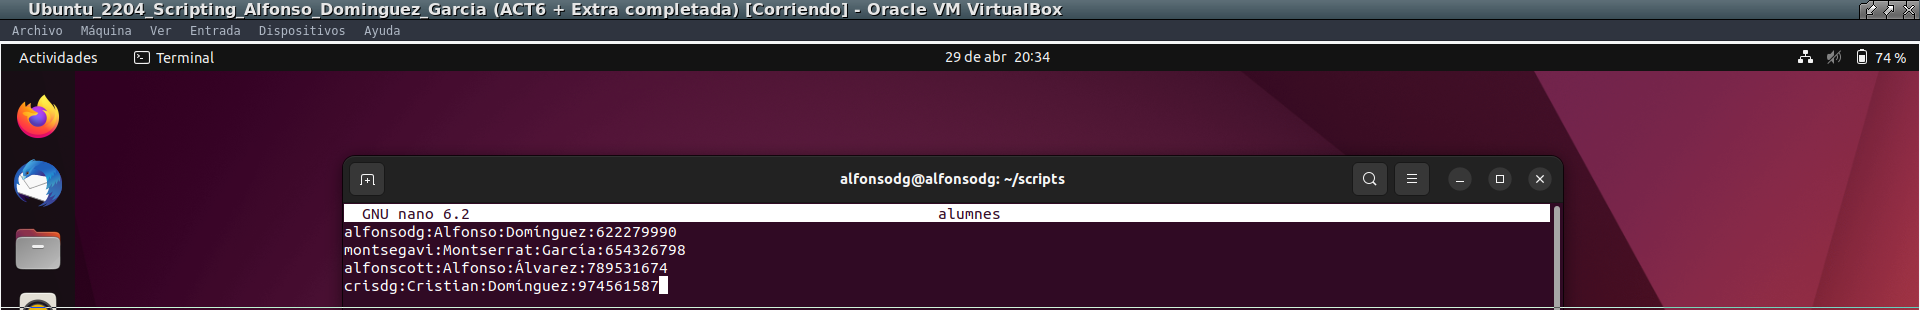 Ubuntu_2204_Scripting_Alfonso_Dominguez_Garcia (ACT6 + Extra completada) [Corriendo] - Oracle VM VirtualBox
Archivo Máquina Ver Entrada Dispositivos Ayuda
Actividades Terminal 29 de abr 20:34 74 %
alfonsodg@alfonsodg: ~/scripts
GNU nano 6.2 alumnes
alfonsodg:Alfonso:Domínguez:622279990
montsegavi:Montserrat:García:654326798
alfonscott:Alfonso:Álvarez:789531674
crisdg:Cristian:Domínguez:974561587